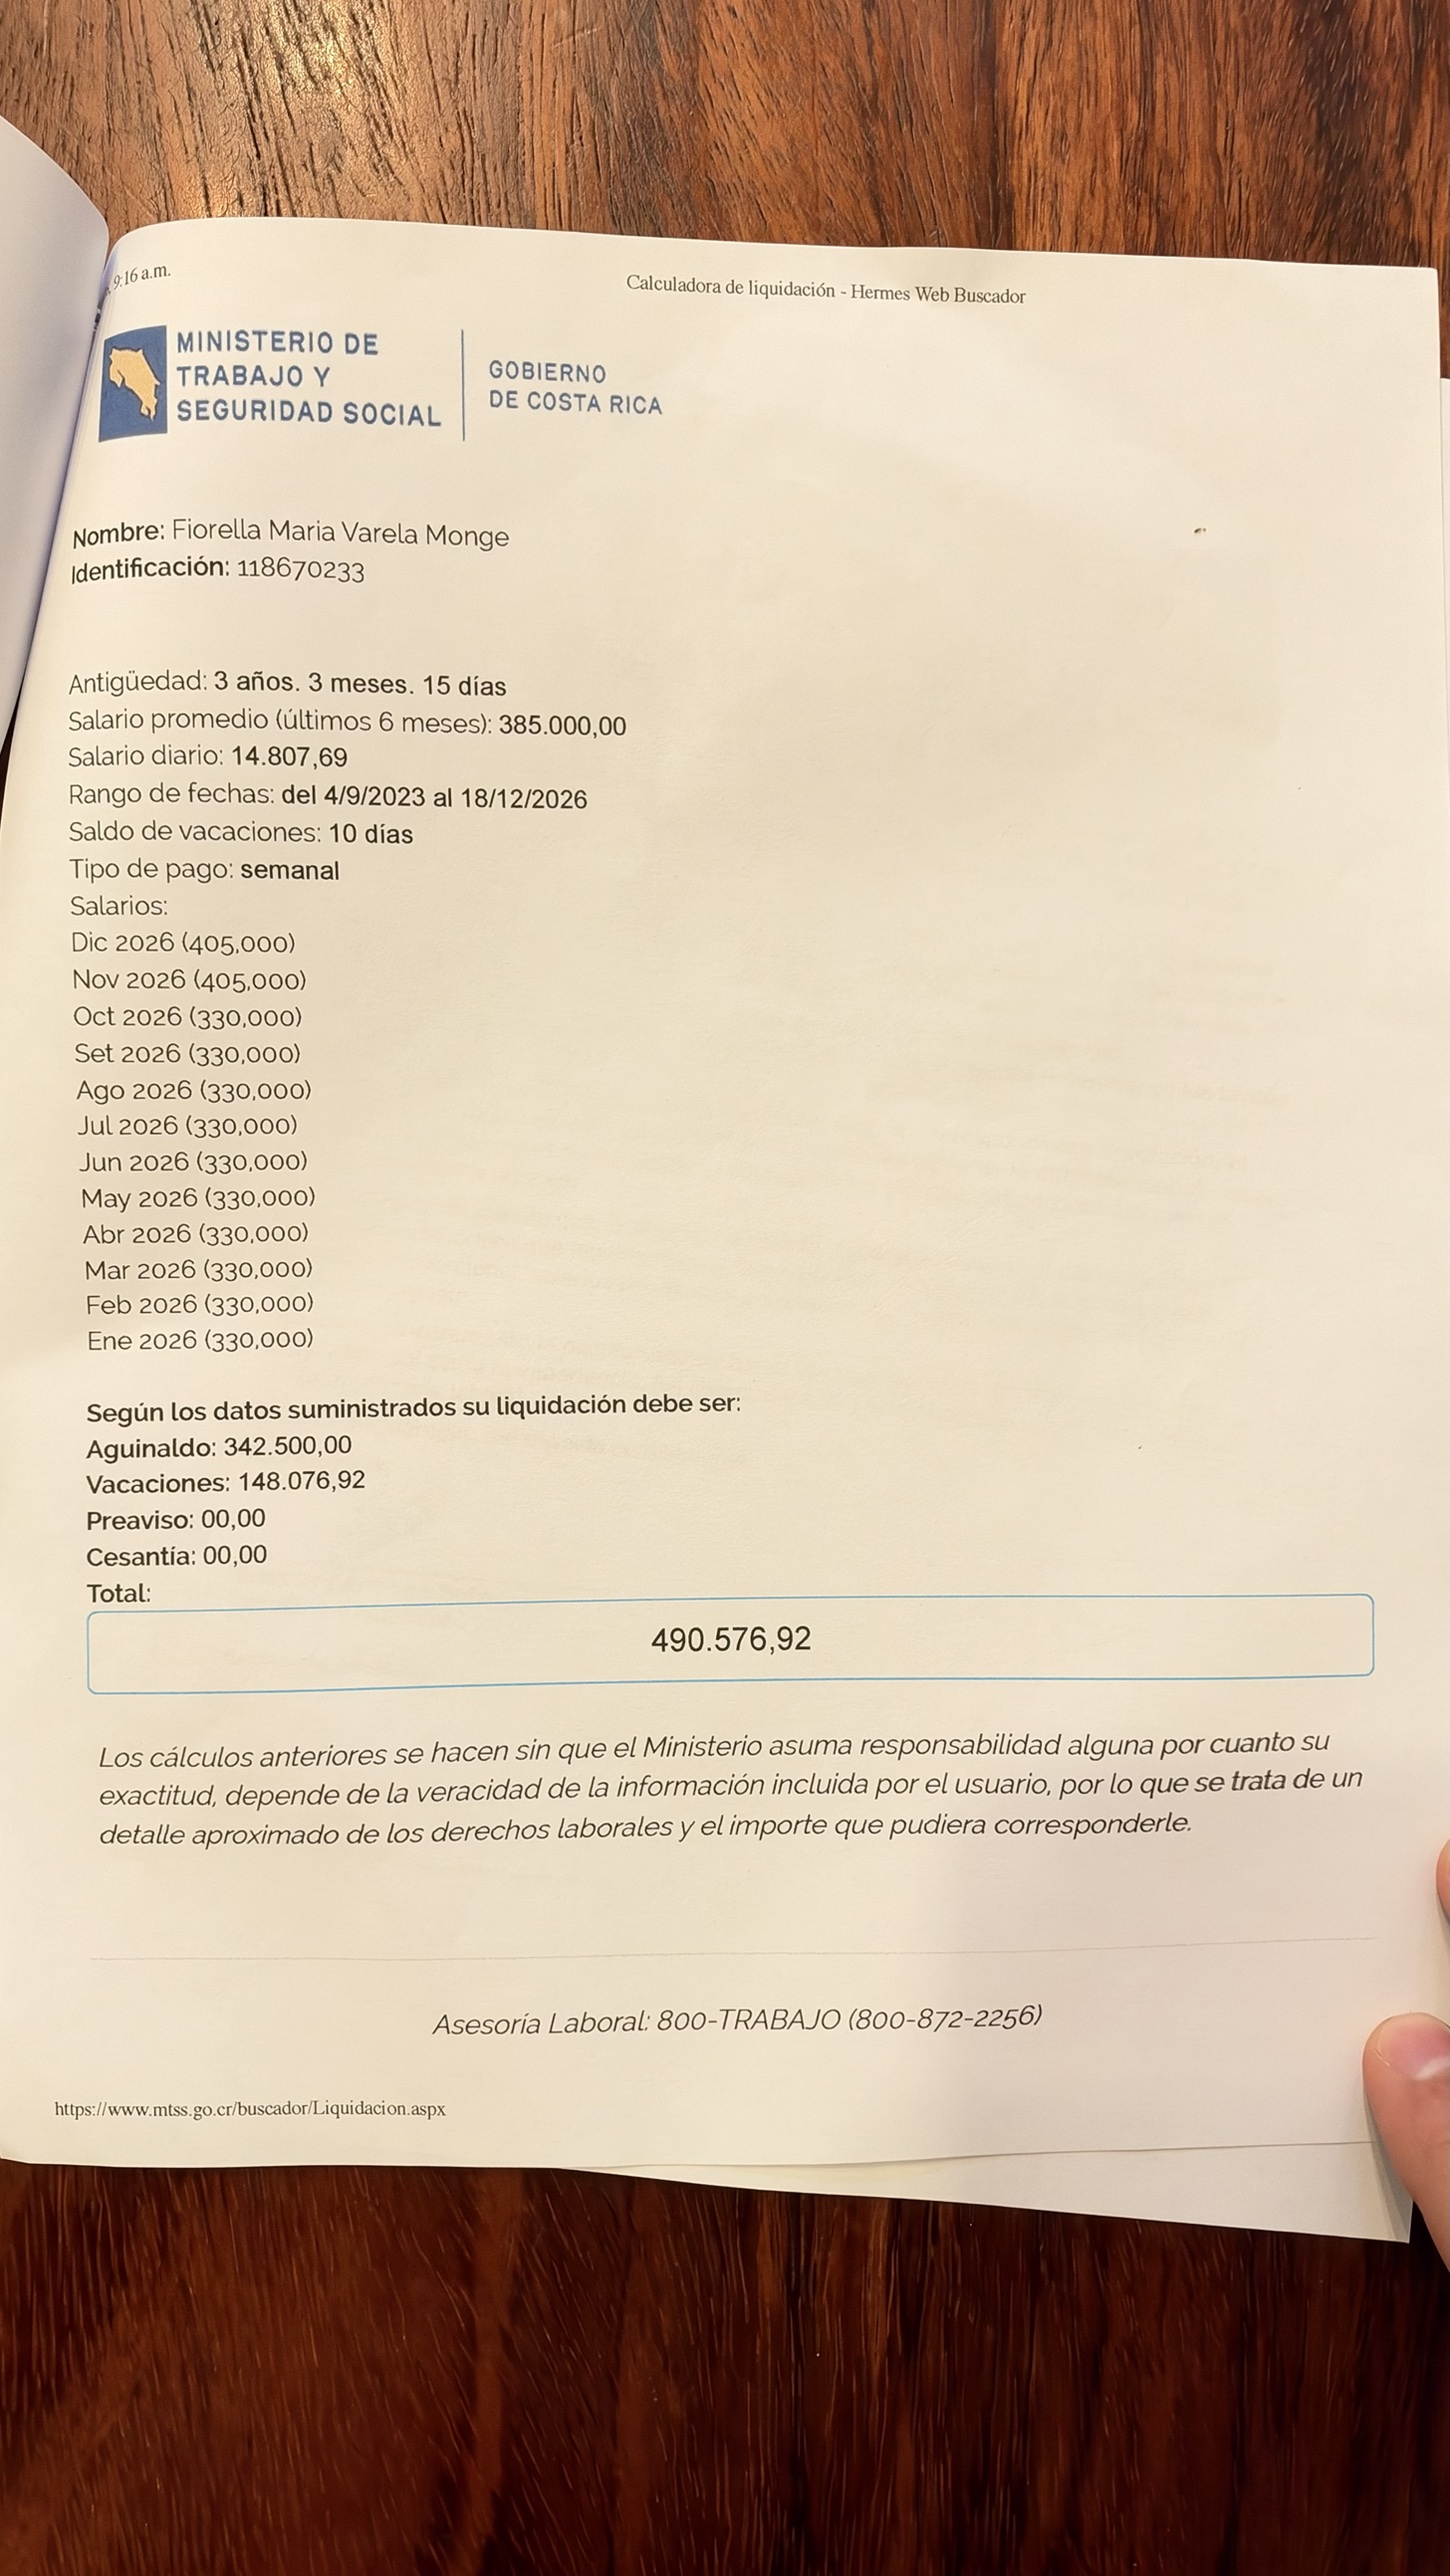 9:16 a.m.
Calculadora de liquidación - Hermes Web Buscador
MINISTERIO DE
TRABAJO Y
SEGURIDAD SOCIAL
GOBIERNO
DE COSTA RICA
Nombre: Fiorella Maria Varela Monge
Identificación: 118670233
Antigüedad: 3 años. 3 meses. 15 días
Salario promedio (últimos 6 meses): 385.000,00
Salario diario: 14.807,69
Rango de fechas: del 4/9/2023 al 18/12/2026
Saldo de vacaciones: 10 días
Tipo de pago: semanal
Salarios:
Dic 2026 (405,000)
Nov 2026 (405,000)
Oct 2026 (330,000)
Set 2026 (330,000)
Ago 2026 (330,000)
Jul 2026 (330,000)
Jun 2026 (330,000)
May 2026 (330,000)
Abr 2026 (330,000)
Mar 2026 (330,000)
Feb 2026 (330,000)
Ene 2026 (330,000)
Según los datos suministrados su liquidación debe ser:
Aguinaldo: 342.500,00
Vacaciones: 148.076,92
Preaviso: 00,00
Cesantía: 00,00
Total:
490.576,92
Los cálculos anteriores se hacen sin que el Ministerio asuma responsabilidad alguna por cuanto su
exactitud, depende de la veracidad de la información incluida por el usuario, por lo que se trata de un
detalle aproximado de los derechos laborales y el importe que pudiera corresponderle.
Asesoría Laboral: 800-TRABAJO (800-872-2256)
https://www.mtss.go.cr/buscador/Liquidacion.aspx